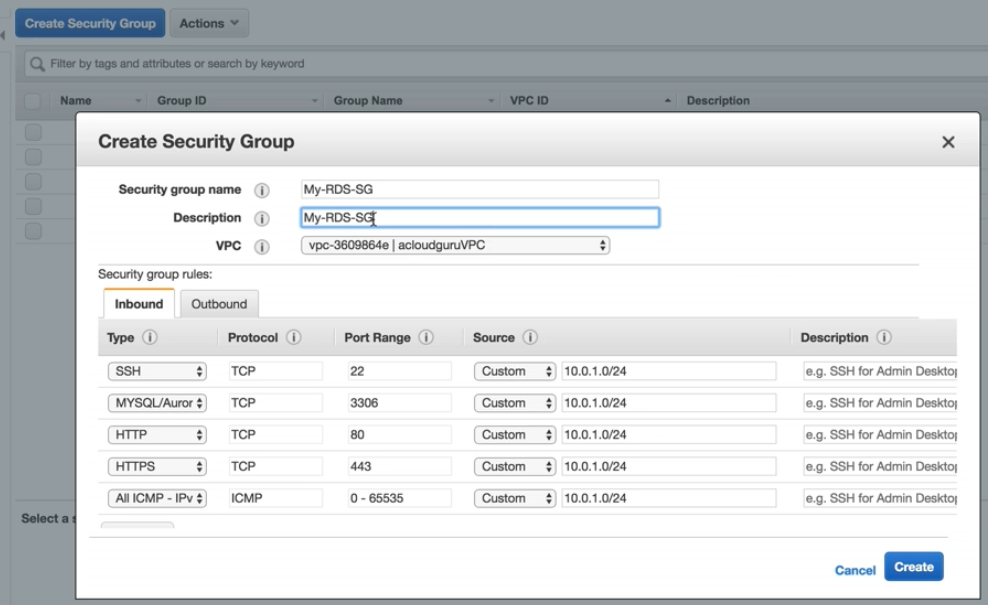 Create Security Group Actions
Filter by tags and attributes or search by keyword
Name Group ID Group Name VPC ID Description
Create Security Group
Security group name My-RDS-SG
Description My-RDS-SG
VPC vpc-3609864e | acloudguruVPC
Security group rules:
Inbound Outbound
Type Protocol Port Range Source Description
SSH TCP 22 Custom 10.0.1.0/24 e.g. SSH for Admin Desktop
MYSQL/Auror TCP 3306 Custom 10.0.1.0/24 e.g. SSH for Admin Desktop
HTTP TCP 80 Custom 10.0.1.0/24 e.g. SSH for Admin Desktop
HTTPS TCP 443 Custom 10.0.1.0/24 e.g. SSH for Admin Desktop
All ICMP - IPv ICMP 0 - 65535 Custom 10.0.1.0/24 e.g. SSH for Admin Desktop
Select a
Cancel Create